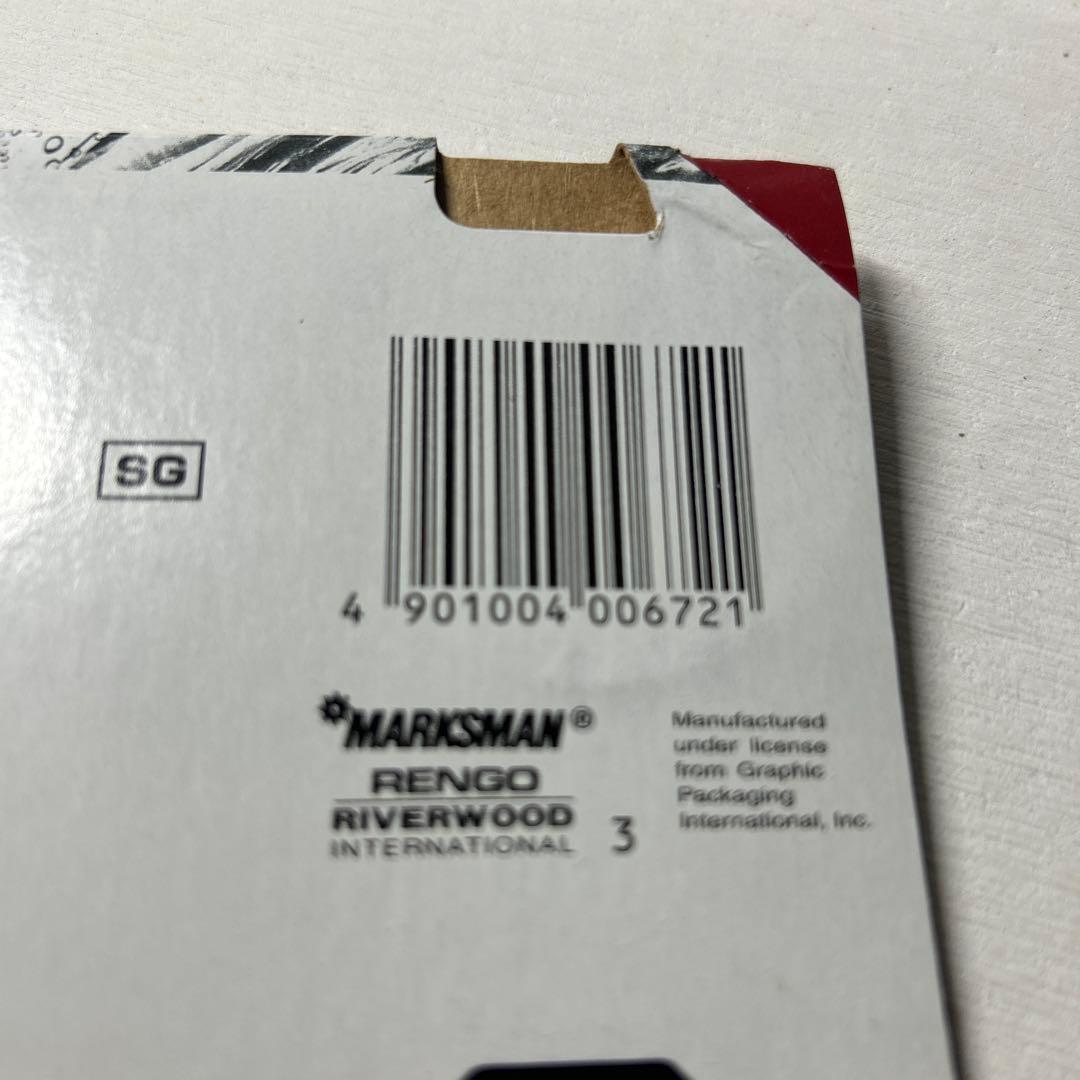 SG
4 901004 006721
MARKSMAN®
RENGO
RIVERWOOD
INTERNATIONAL 3
Manufactured
under license
from Graphic
Packaging
International, Inc.